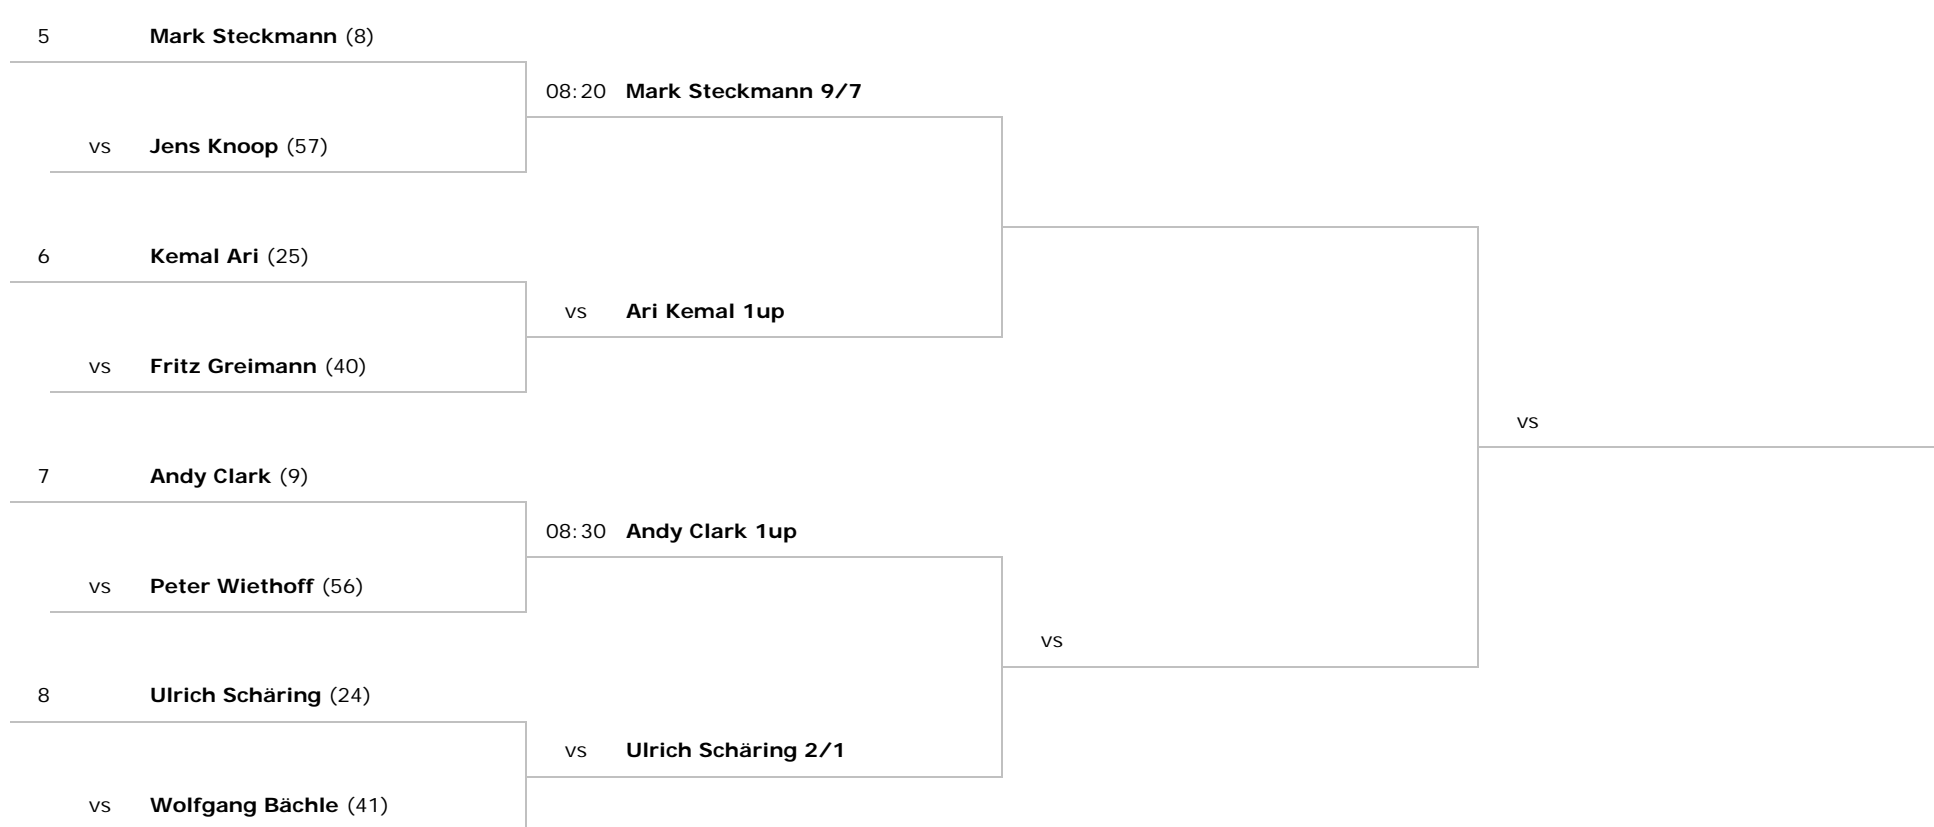 5 Mark Steckmann (8)
08:20 Mark Steckmann 9/7
vs Jens Knoop (57)
6 Kemal Ari (25)
vs Ari Kemal 1up
vs Fritz Greimann (40)
vs
7 Andy Clark (9)
08:30 Andy Clark 1up
vs Peter Wiethoff (56)
vs
8 Ulrich Schäring (24)
vs Ulrich Schäring 2/1
vs Wolfgang Bächle (41)